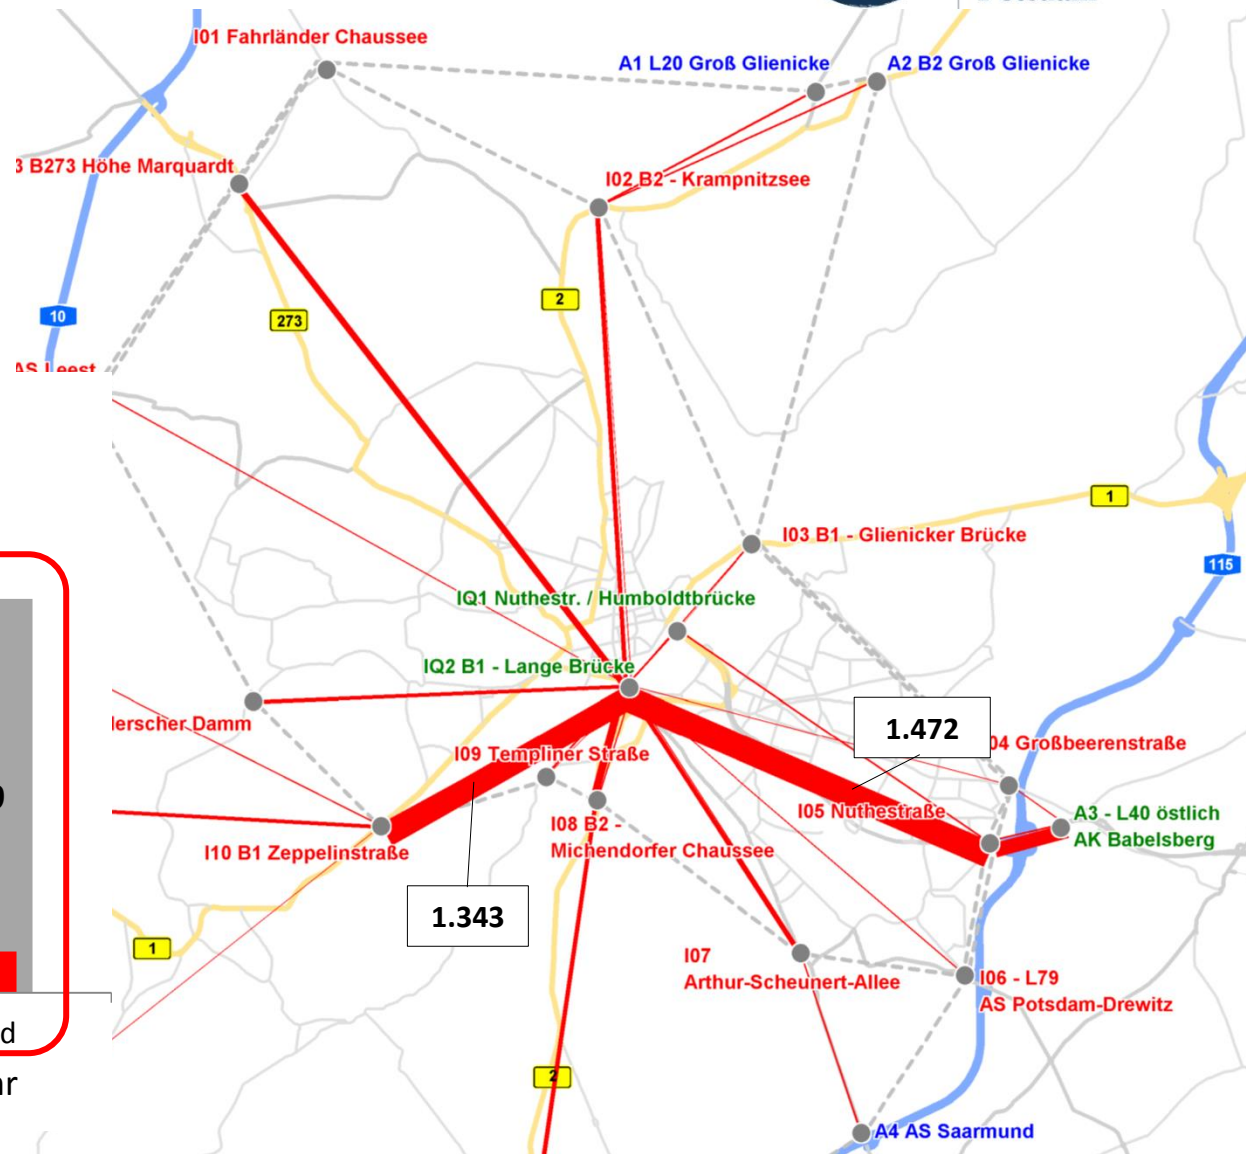 I01 Fahrländer Chaussee
A1 L20 Groß Glienicke
A2 B2 Groß Glienicke
3 B273 Höhe Marquardt
I02 B2 - Krampnitzsee
2
10
273
AS Leest
1
I03 B1 - Glienicker Brücke
115
IQ1 Nuthestr. / Humboldtbrücke
IQ2 B1 - Lange Brücke
lerscher Damm
1.472
04 Großbeerenstraße
I09 Templiner Straße
I05 Nuthestraße
A3 - L40 östlich
AK Babelsberg
I08 B2 -
Michendorfer Chaussee
I10 B1 Zeppelinstraße
1.343
1
I07
Arthur-Scheunert-Allee
I06 - L79
AS Potsdam-Drewitz
d
hr
2
A4 AS Saarmund